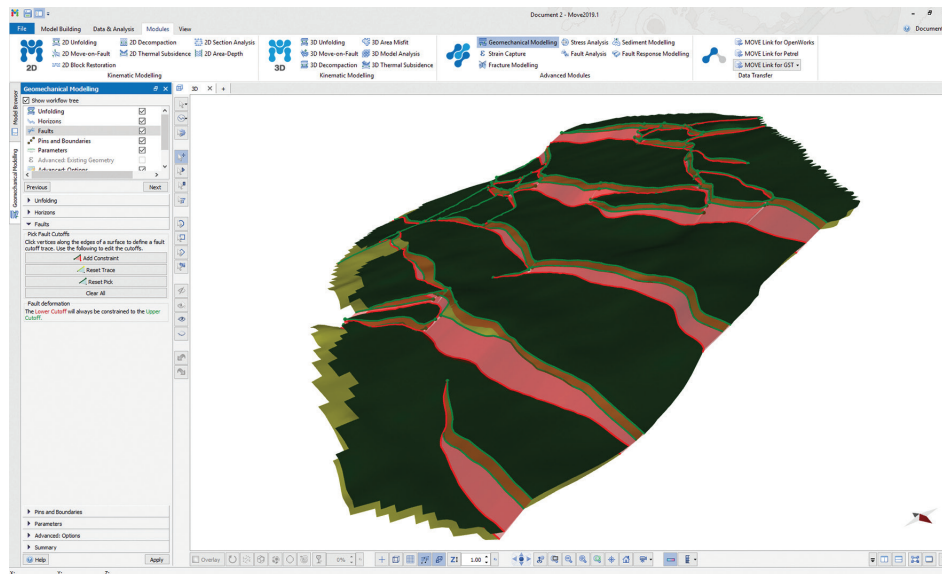 Document 2 - Move2019.1
File Model Building Data & Analysis Modules View Document
2D Unfolding 2D Decompaction 2D Section Analysis
2D Move-on-Fault 2D Thermal Subsidence 2D Area-Depth
2D Block Restoration
2D
Kinematic Modelling
3D Unfolding 3D Area Misfit
3D Move-on-Fault 3D Model Analysis
3D Decompaction 3D Thermal Subsidence
3D
Kinematic Modelling
Geomechanical Modelling Stress Analysis Sediment Modelling
Strain Capture Fault Analysis Fault Response Modelling
Fracture Modelling
Advanced Modules
MOVE Link for OpenWorks
MOVE Link for Petrel
MOVE Link for GST
Data Transfer
Model Browser
Geomechanical Modelling
Geomechanical Modelling
3D
Show workflow tree
Unfolding
Horizons
Faults
Pins and Boundaries
Parameters
Advanced: Existing Geometry
Advanced: Options
Previous Next
Unfolding
Horizons
Faults
Pick Fault Cutoffs
Click vertices along the edges of a surface to define a fault
cutoff trace. Use the following to edit the cutoffs.
Add Constraint
Reset Trace
Reset Pick
Clear All
Fault deformation
The Lower Cutoff will always be constrained to the Upper
Cutoff.
Pins and Boundaries
Parameters
Advanced: Options
Summary
Help Apply
Overlay 0% 1.00
X: Y: Z: